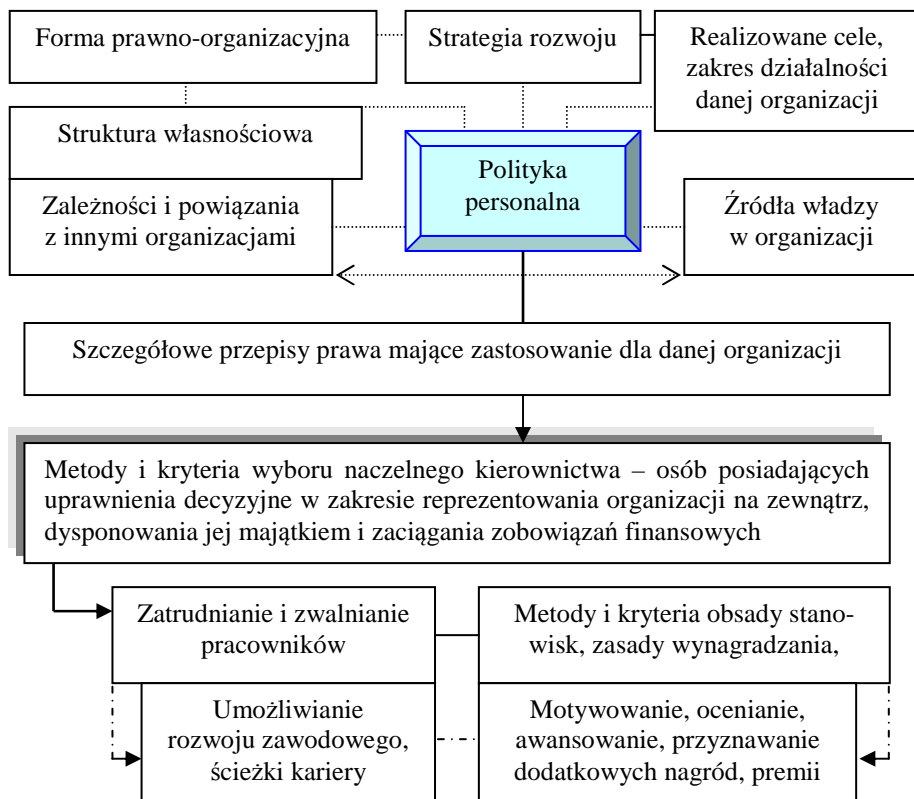 Forma prawno-organizacyjna
Strategia rozwoju
Realizowane cele,
zakres działalności
danej organizacji
Struktura własnościowa
Polityka
personalna
Zależności i powiązania
z innymi organizacjami
Źródła władzy
w organizacji
Szczegółowe przepisy prawa mające zastosowanie dla danej organizacji
Metody i kryteria wyboru naczelnego kierownictwa – osób posiadających
uprawnienia decyzyjne w zakresie reprezentowania organizacji na zewnątrz,
dysponowania jej majątkiem i zaciągania zobowiązań finansowych
Zatrudnianie i zwalnianie
pracowników
Metody i kryteria obsady stano-
wisk, zasady wynagradzania,
Umożliwianie
rozwoju zawodowego,
ścieżki kariery
Motywowanie, ocenianie,
awansowanie, przyznawanie
dodatkowych nagród, premii